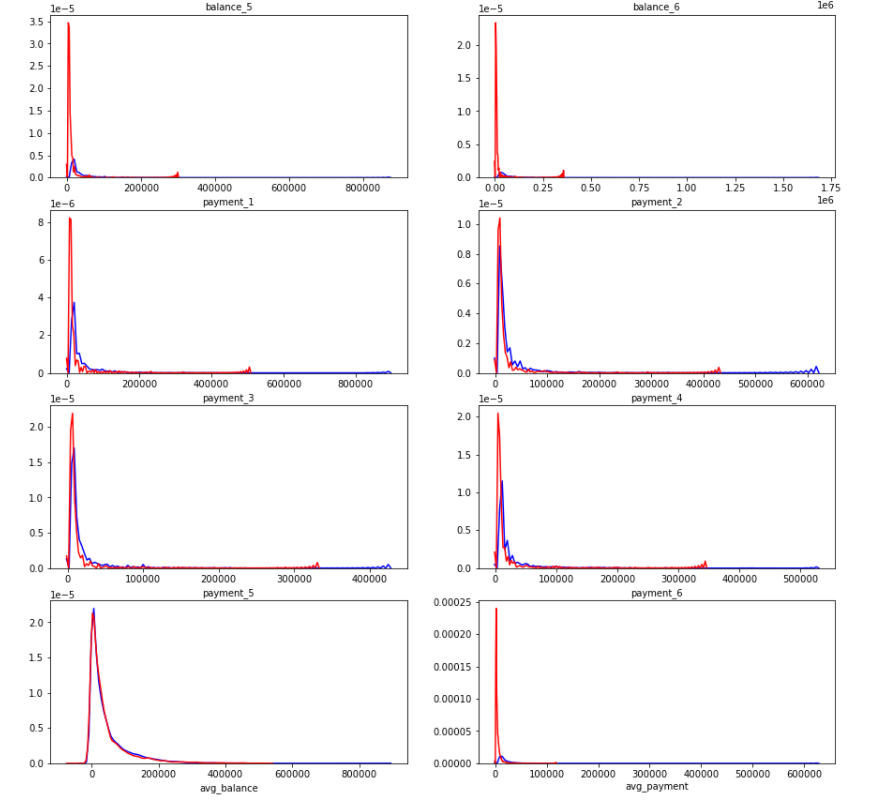 balance_5
balance_6
1e−5
1e−5
1e6
3.5
3.0
2.5
2.0
1.5
1.0
0.5
0.0
0 200000 400000 600000 800000
2.0
1.5
1.0
0.5
0.0
0.00 0.25 0.50 0.75 1.00 1.25 1.50 1.75
1e6
payment_1
payment_2
1e−6
1e−5
8
6
4
2
0
0 200000 400000 600000 800000
1.0
0.8
0.6
0.4
0.2
0.0
0 100000 200000 300000 400000 500000 600000
payment_3
payment_4
1e−5
1e−5
2.0
1.5
1.0
0.5
0.0
0 100000 200000 300000 400000
2.0
1.5
1.0
0.5
0.0
0 100000 200000 300000 400000 500000
payment_5
payment_6
1e−5
2.0
1.5
1.0
0.5
0.0
0 200000 400000 600000 800000
avg_balance
0.00025
0.00020
0.00015
0.00010
0.00005
0.00000
0 100000 200000 300000 400000 500000 600000
avg_payment